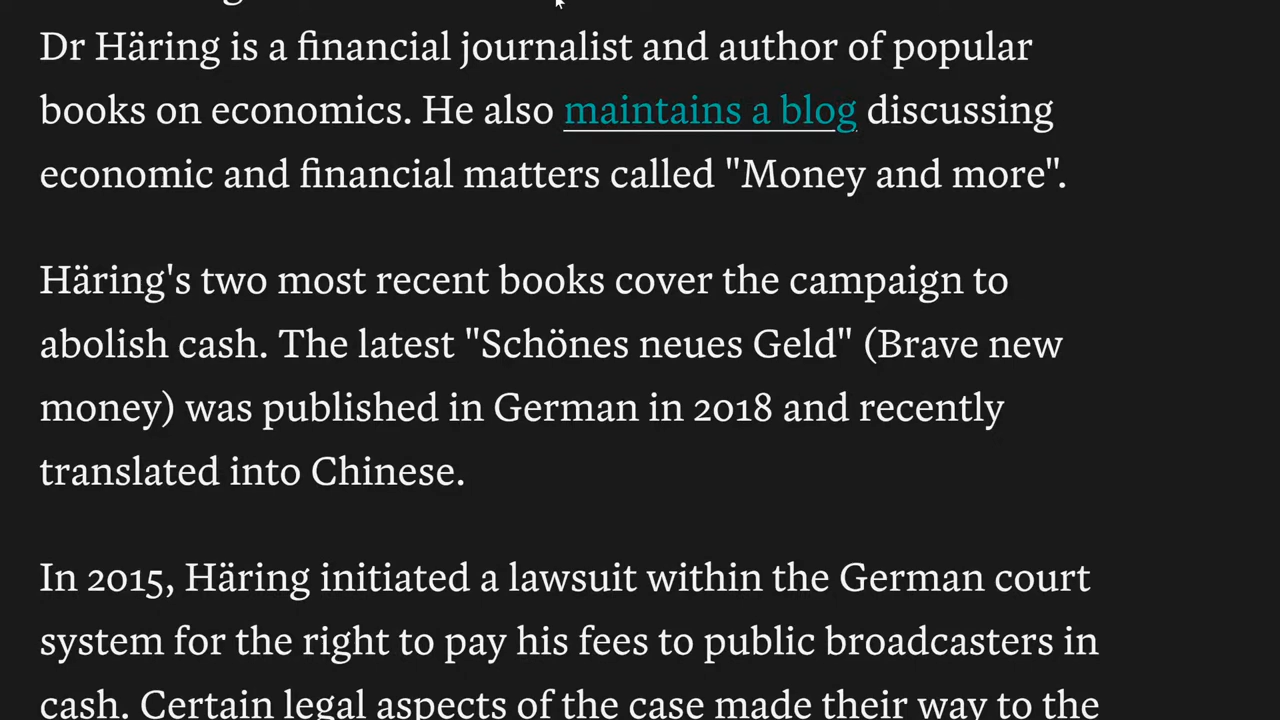 Dr Häring is a financial journalist and author of popular
books on economics. He also maintains a blog discussing
economic and financial matters called "Money and more".
Häring's two most recent books cover the campaign to
abolish cash. The latest "Schönes neues Geld" (Brave new
money) was published in German in 2018 and recently
translated into Chinese.
In 2015, Häring initiated a lawsuit within the German court
system for the right to pay his fees to public broadcasters in
cash. Certain legal aspects of the case made their way to the